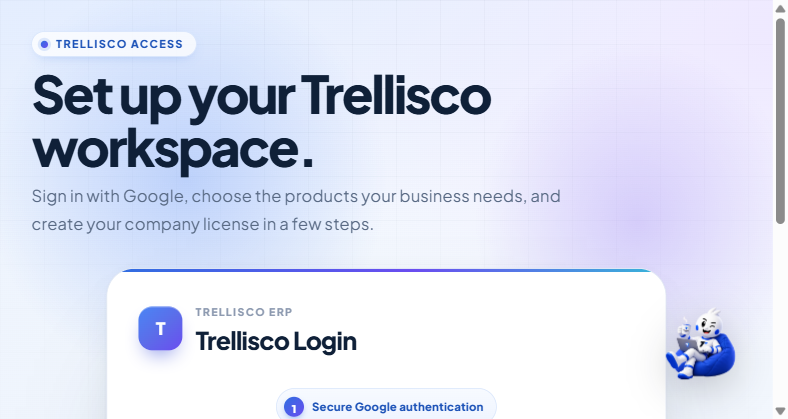 TRELLISCO ACCESS
Set up your Trellisco
workspace.
Sign in with Google, choose the products your business needs, and
create your company license in a few steps.
T
TRELLISCO ERP
Trellisco Login
1 Secure Google authentication